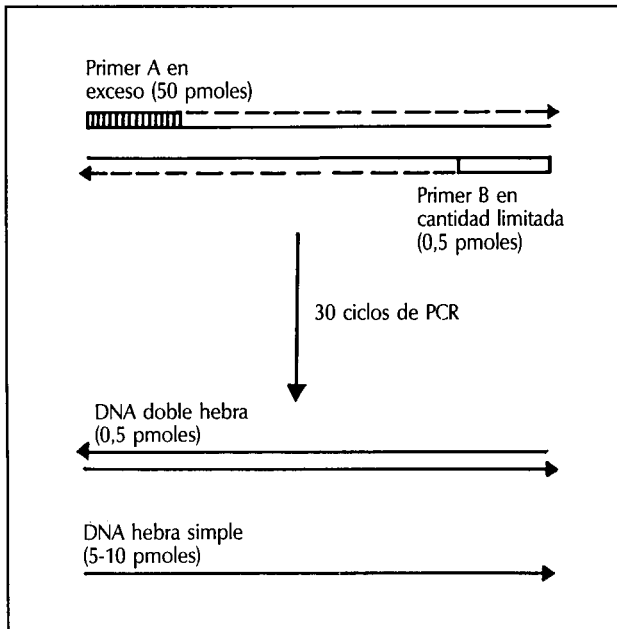 Primer A en
exceso (50 pmoles)
Primer B en
cantidad limitada
(0,5 pmoles)
30 ciclos de PCR
DNA doble hebra
(0,5 pmoles)
DNA hebra simple
(5-10 pmoles)